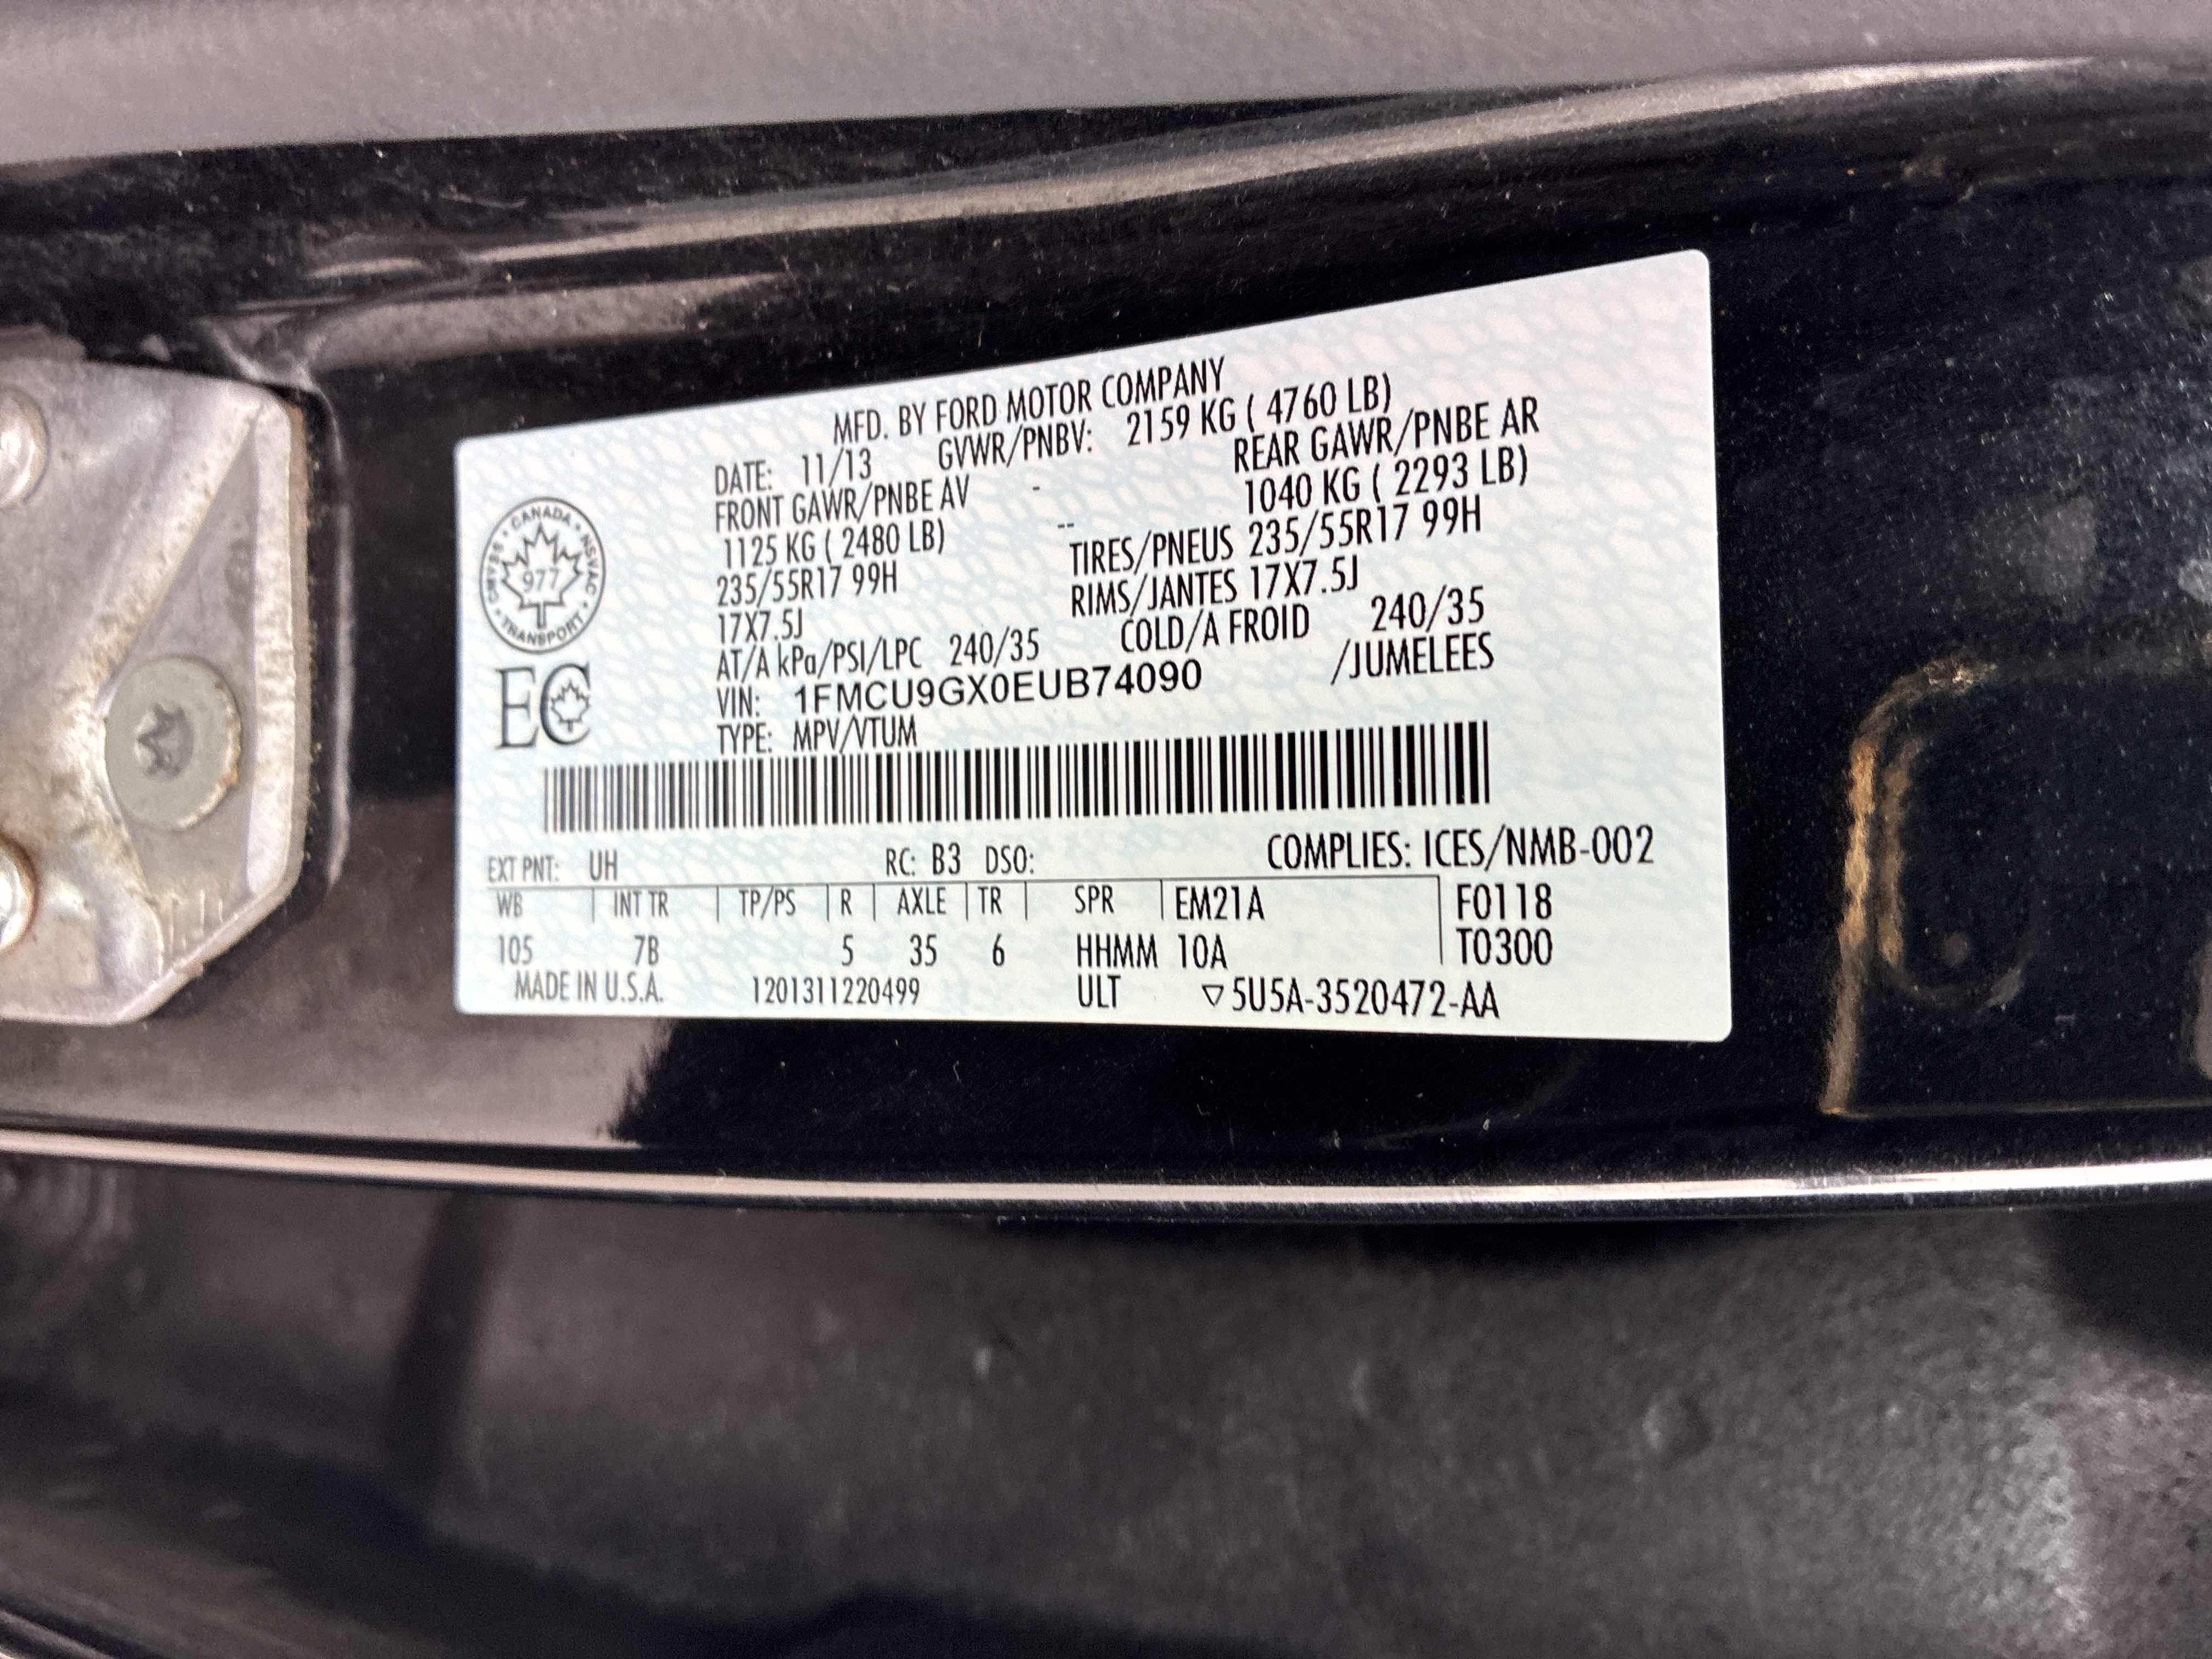 MFD. BY FORD MOTOR COMPANY
DATE: 11/13 GVWR/PNBV: 2159 KG ( 4760 LB)
FRONT GAWR/PNBE AV - REAR GAWR/PNBE AR
1125 KG ( 2480 LB) -- 1040 KG ( 2293 LB)
235/55R17 99H TIRES/PNEUS 235/55R17 99H
17X7.5J RIMS/JANTES 17X7.5J
AT/A kPa/PSI/LPC 240/35 COLD/A FROID 240/35
VIN: 1FMCU9GX0EUB74090 /JUMELEES
TYPE: MPV/VTUM
CANADA • NSVAC • TRANSPORT • CMVSS •
977
EC
EXT PNT: UH RC: B3 DSO: COMPLIES: ICES/NMB-002
WB | INT TR | TP/PS | R | AXLE | TR | SPR | EM21A F0118
105 7B 5 35 6 HHMM 10A T0300
MADE IN U.S.A. 1201311220499 ULT ▽5U5A-3520472-AA